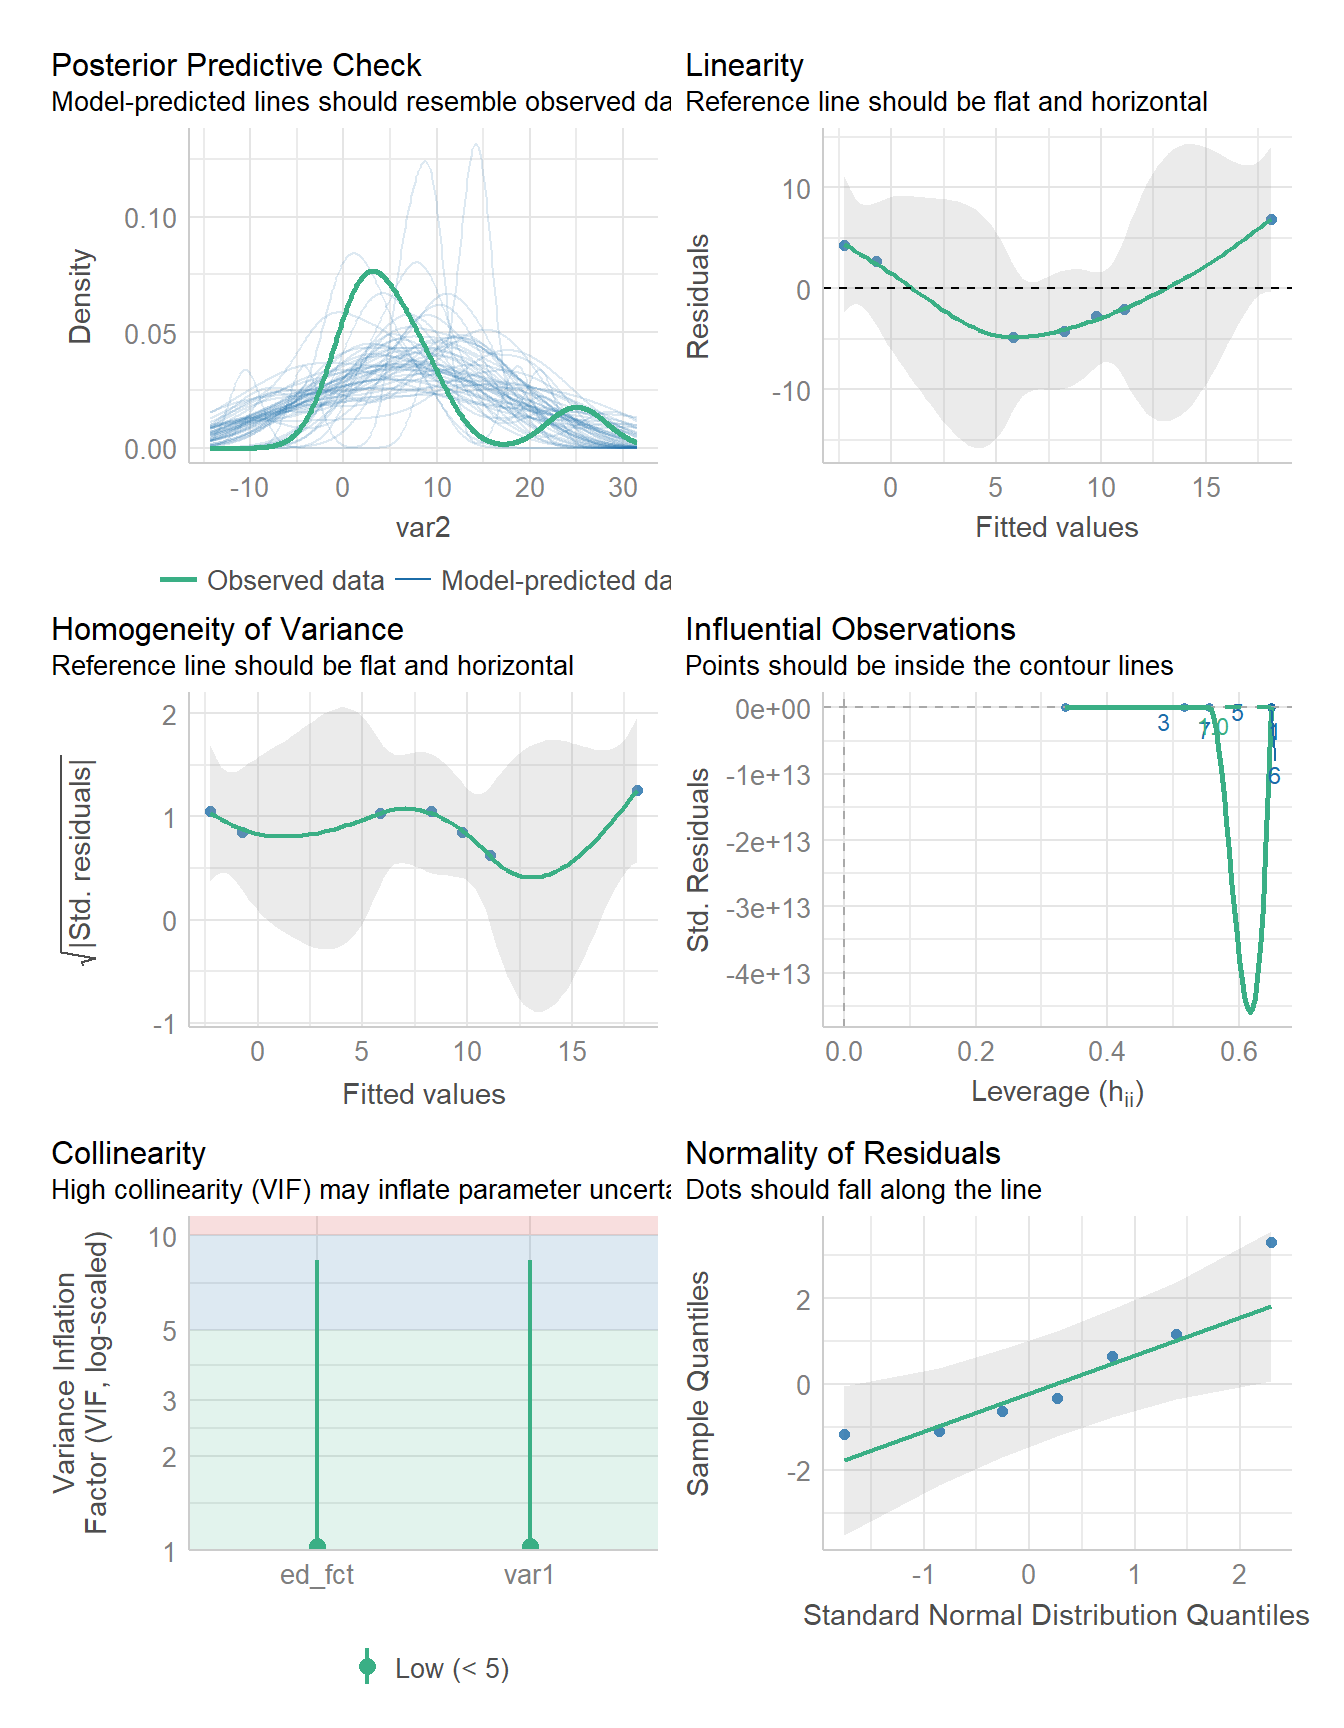 Posterior Predictive Check
Model-predicted lines should resemble observed da
Density
0.10
0.05
0.00
-10 0 10 20 30
var2
Observed data Model-predicted da
Linearity
Reference line should be flat and horizontal
Residuals
10
0
-10
0 5 10 15
Fitted values
Homogeneity of Variance
Reference line should be flat and horizontal
√|Std. residuals|
2
1
0
-1
0 5 10 15
Fitted values
Influential Observations
Points should be inside the contour lines
Std. Residuals
0e+00
-1e+13
-2e+13
-3e+13
-4e+13
3
7
1.0
5
1
6
0.0 0.2 0.4 0.6
Leverage (hii)
Collinearity
High collinearity (VIF) may inflate parameter uncerta
Variance Inflation
Factor (VIF, log-scaled)
10
5
3
2
1
ed_fct var1
Low (< 5)
Normality of Residuals
Dots should fall along the line
Sample Quantiles
2
0
-2
-1 0 1 2
Standard Normal Distribution Quantiles